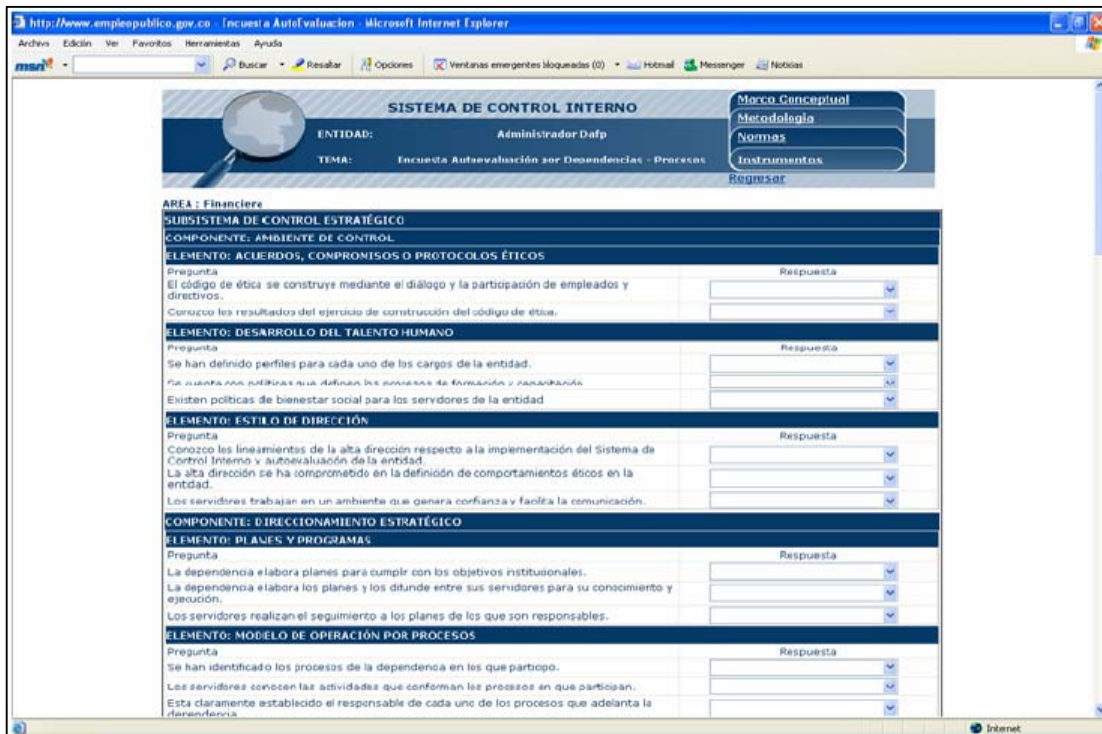 http://www.empleopublico.gov.co - Encuesta AutoEvaluacion - Microsoft Internet Explorer
Archivo Edición Ver Favoritos Herramientas Ayuda
msn Buscar Resaltar Opciones Ventanas emergentes bloqueadas (0) Hotmail Messenger Noticias
SISTEMA DE CONTROL INTERNO
ENTIDAD: Administrador Dafp
TEMA: Encuesta Autoevaluación por Dependencias - Procesos
Marco Conceptual
Metodologia
Normas
Instrumentos
Regresar
AREA : Financiera
SUBSISTEMA DE CONTROL ESTRATÉGICO
COMPONENTE: AMBIENTE DE CONTROL
ELEMENTO: ACUERDOS, COMPROMISOS O PROTOCOLOS ÉTICOS
Pregunta Respuesta
El código de ética se construye mediante el diálogo y la participación de empleados y
directivos.
Conozco los resultados del ejercicio de construcción del código de ética.
ELEMENTO: DESARROLLO DEL TALENTO HUMANO
Pregunta Respuesta
Se han definido perfiles para cada uno de los cargos de la entidad.
Se cuenta con políticas que definen los procesos de formación y capacitación
Existen políticas de bienestar social para los servidores de la entidad
ELEMENTO: ESTILO DE DIRECCIÓN
Pregunta Respuesta
Conozco los lineamientos de la alta dirección respecto a la implementación del Sistema de
Control Interno y autoevaluación de la entidad.
La alta dirección se ha comprometido en la definición de comportamientos éticos en la
entidad.
Los servidores trabajan en un ambiente que genera confianza y facilita la comunicación.
COMPONENTE: DIRECCIONAMIENTO ESTRATÉGICO
ELEMENTO: PLANES Y PROGRAMAS
Pregunta Respuesta
La dependencia elabora planes para cumplir con los objetivos institucionales.
La dependencia elabora los planes y los difunde entre sus servidores para su conocimiento y
ejecución.
Los servidores realizan el seguimiento a los planes de los que son responsables.
ELEMENTO: MODELO DE OPERACIÓN POR PROCESOS
Pregunta Respuesta
Se han identificado los procesos de la dependencia en los que participo.
Los servidores conocen las actividades que conforman los procesos en que participan.
Esta claramente establecido el responsable de cada uno de los procesos que adelanta la
dependencia
Internet